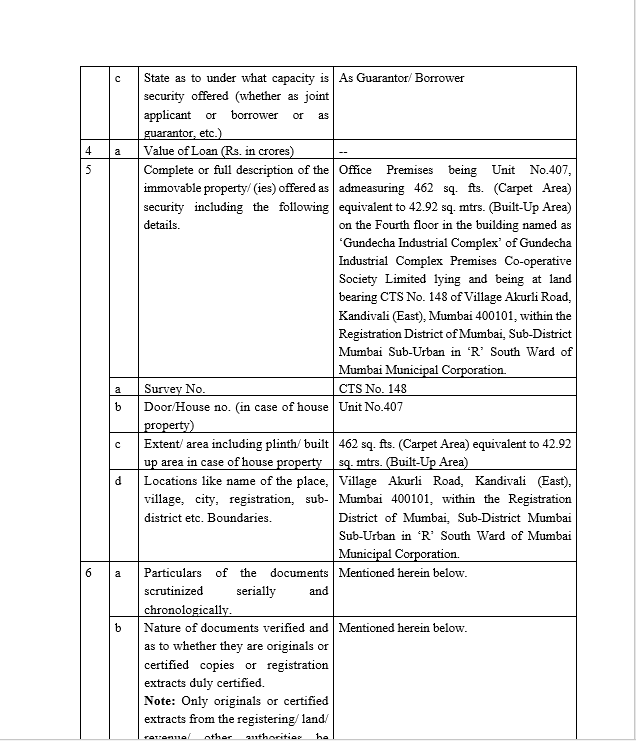 c State as to under what capacity is As Guarantor/ Borrower
security offered (whether as joint
applicant or borrower or as
guarantor, etc.)
4 a Value of Loan (Rs. in crores) --
5 Complete or full description of the Office Premises being Unit No.407,
immovable property/ (ies) offered as admeasuring 462 sq. fts. (Carpet Area)
security including the following equivalent to 42.92 sq. mtrs. (Built-Up Area)
details. on the Fourth floor in the building named as
‘Gundecha Industrial Complex’ of Gundecha
Industrial Complex Premises Co-operative
Society Limited lying and being at land
bearing CTS No. 148 of Village Akurli Road,
Kandivali (East), Mumbai 400101, within the
Registration District of Mumbai, Sub-District
Mumbai Sub-Urban in ‘R’ South Ward of
Mumbai Municipal Corporation.
a Survey No. CTS No. 148
b Door/House no. (in case of house Unit No.407
property)
c Extent/ area including plinth/ built 462 sq. fts. (Carpet Area) equivalent to 42.92
up area in case of house property sq. mtrs. (Built-Up Area)
d Locations like name of the place, Village Akurli Road, Kandivali (East),
village, city, registration, sub- Mumbai 400101, within the Registration
district etc. Boundaries. District of Mumbai, Sub-District Mumbai
Sub-Urban in ‘R’ South Ward of Mumbai
Municipal Corporation.
6 a Particulars of the documents Mentioned herein below.
scrutinized serially and
chronologically.
b Nature of documents verified and Mentioned herein below.
as to whether they are originals or
certified copies or registration
extracts duly certified.
Note: Only originals or certified
extracts from the registering/ land/
revenue/ other authorities be